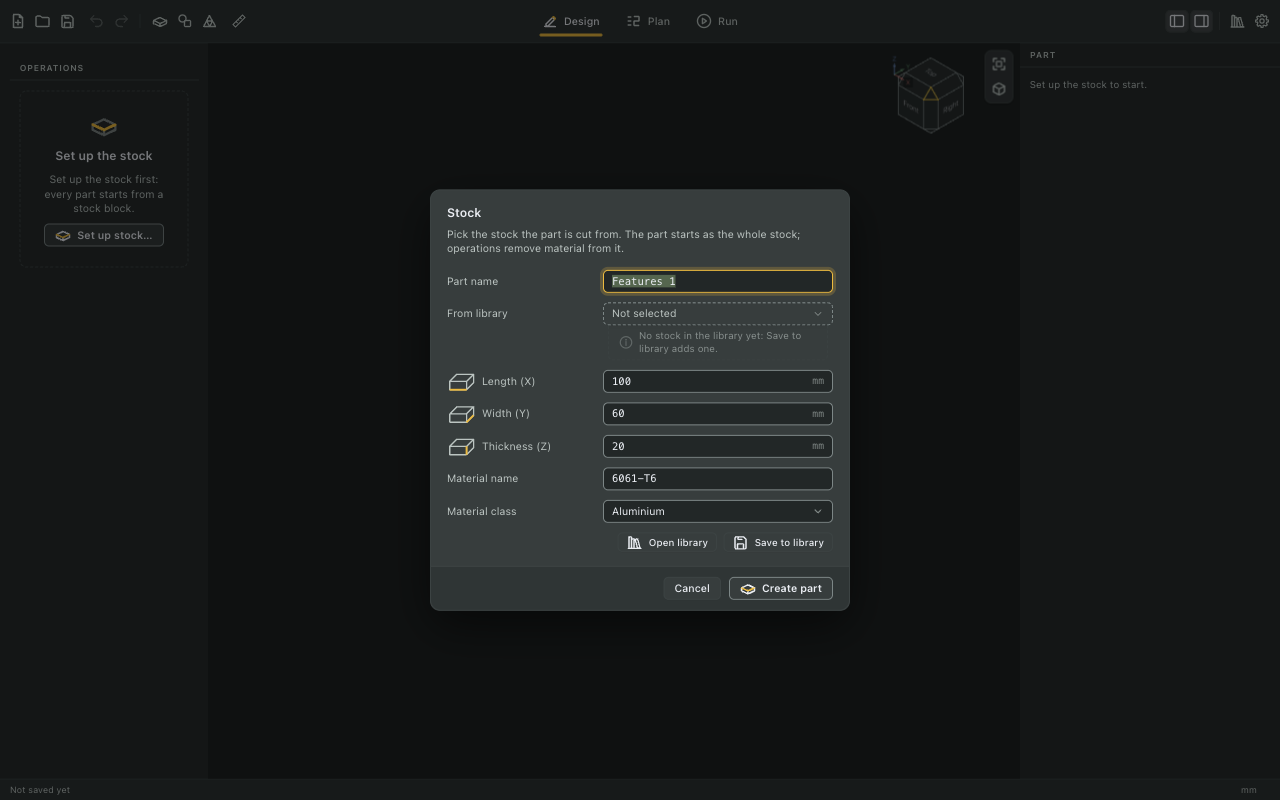 Design
Plan
Run
OPERATIONS
Set up the stock
Set up the stock first:
every part starts from a
stock block.
Set up stock...
Top
Front
Right
PART
Set up the stock to start.
Stock
Pick the stock the part is cut from. The part starts as the whole stock;
operations remove material from it.
Part name
Features 1
From library
Not selected
No stock in the library yet: Save to
library adds one.
Length (X)
100
mm
Width (Y)
60
mm
Thickness (Z)
20
mm
Material name
6061-T6
Material class
Aluminium
Open library
Save to library
Cancel
Create part
Not saved yet
mm